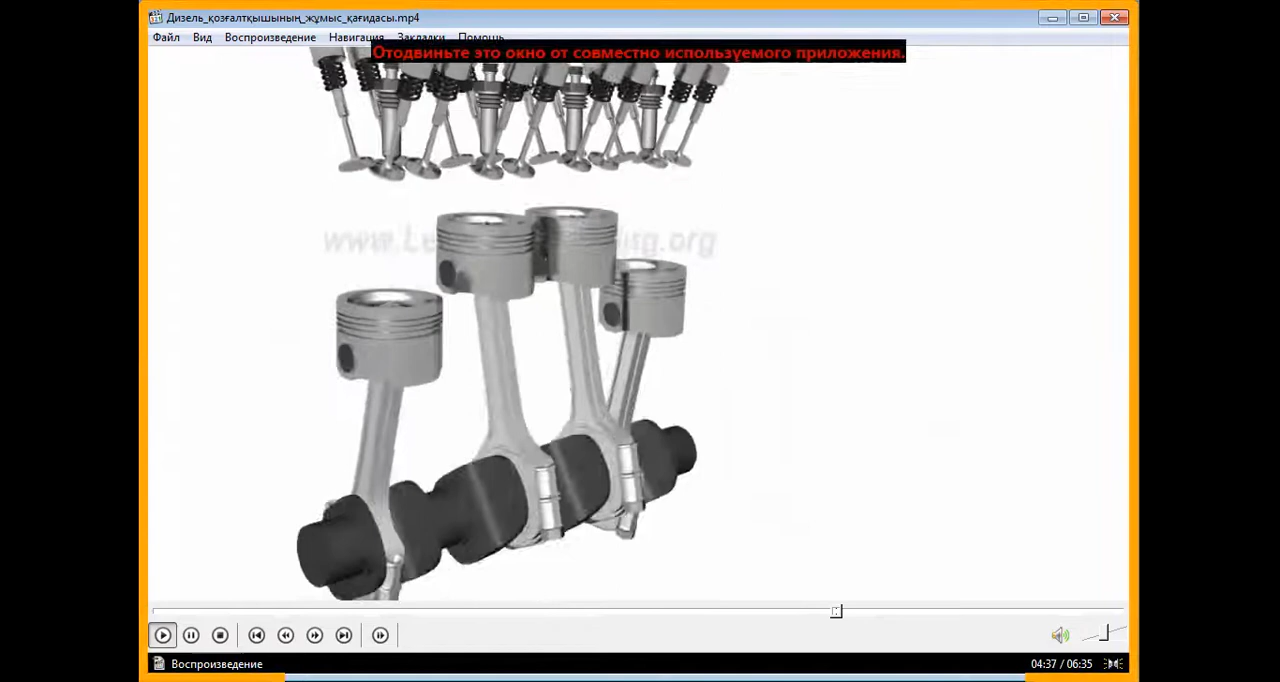 Дизель_қозғалтқышының_жұмыс_қағидасы.mp4
Файл Вид Воспроизведение Навигация Закладки Помощь
Отодвиньте это окно от совместно используемого приложения.
Воспроизведение 04:37 / 06:35